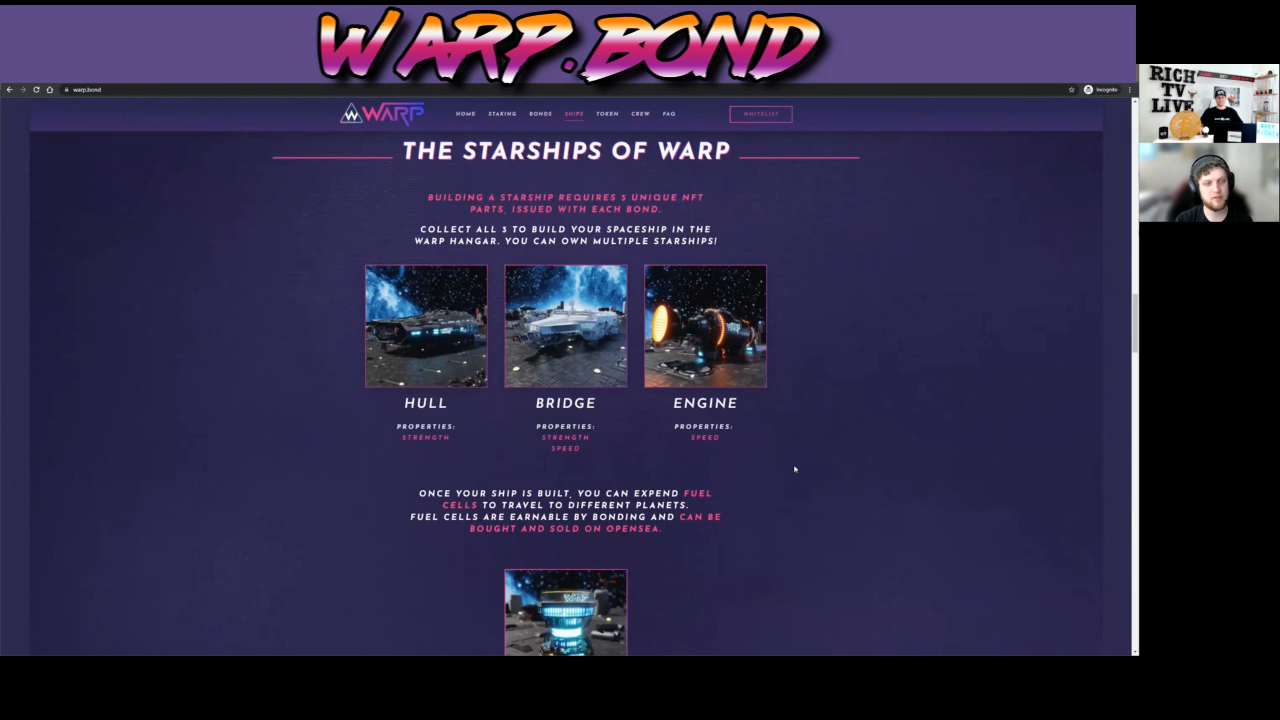 WARP.BOND
warp.bond
Incognito
WARP
HOME STAKING BONDS SHIPS TOKEN CREW FAQ WHITELIST
THE STARSHIPS OF WARP
BUILDING A STARSHIP REQUIRES 3 UNIQUE NFT
PARTS, ISSUED WITH EACH BOND.
COLLECT ALL 3 TO BUILD YOUR SPACESHIP IN THE
WARP HANGAR. YOU CAN OWN MULTIPLE STARSHIPS!
HULL BRIDGE ENGINE
PROPERTIES: PROPERTIES: PROPERTIES:
STRENGTH STRENGTH SPEED
SPEED
ONCE YOUR SHIP IS BUILT, YOU CAN EXPEND FUEL
CELLS TO TRAVEL TO DIFFERENT PLANETS.
FUEL CELLS ARE EARNABLE BY BONDING AND CAN BE
BOUGHT AND SOLD ON OPENSEA.
WARP
RICH
TV
LIVE